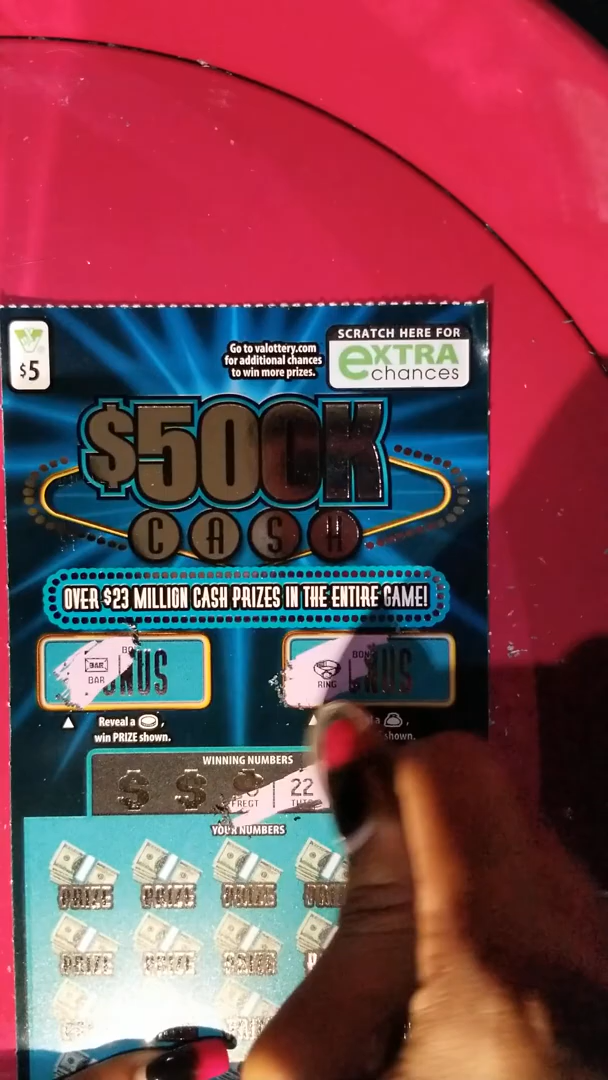 $5
Go to valottery.com
for additional chances
to win more prizes.
SCRATCH HERE FOR
eXTRA
chances
$500K
CASH
OVER $23 MILLION CASH PRIZES IN THE ENTIRE GAME!
BAR
BAR
NUS
RING
NUS
Reveal a
win PRIZE shown.
shown.
WINNING NUMBERS
$ $ 22
FREGT
YOUR NUMBERS
PRIZE PRIZE PRIZE
PRIZE PRIZE PRIZE